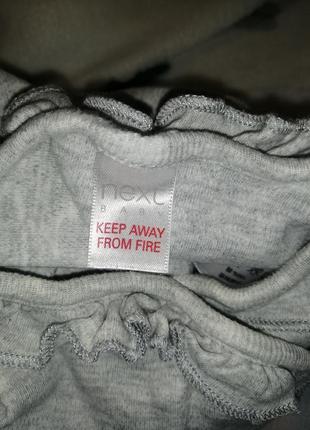 next
BABY
KEEP AWAY
FROM FIRE